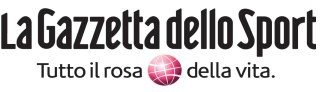 La Gazzetta dello Sport
Tutto il rosa della vita.